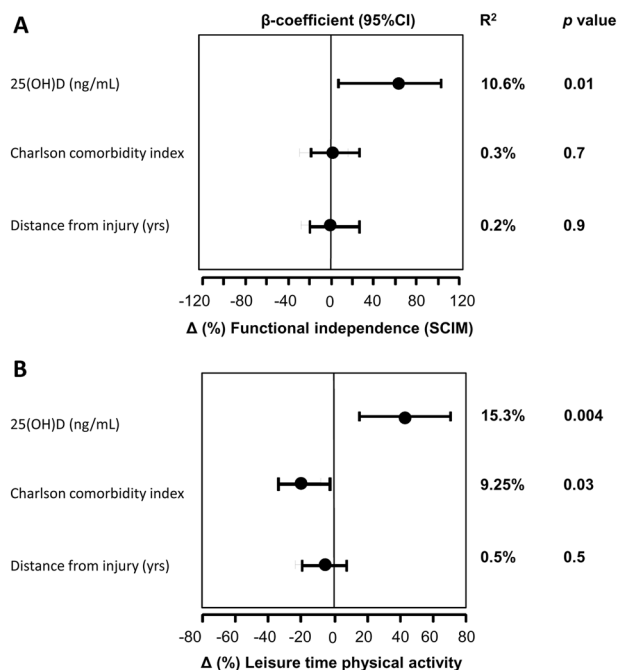 A
β-coefficient (95%CI) R² p value
25(OH)D (ng/mL) 10.6% 0.01
Charlson comorbidity index 0.3% 0.7
Distance from injury (yrs) 0.2% 0.9
-120 -80 -40 0 40 80 120
Δ (%) Functional independence (SCIM)
B
25(OH)D (ng/mL) 15.3% 0.004
Charlson comorbidity index 9.25% 0.03
Distance from injury (yrs) 0.5% 0.5
-80 -60 -40 -20 0 20 40 60 80
Δ (%) Leisure time physical activity